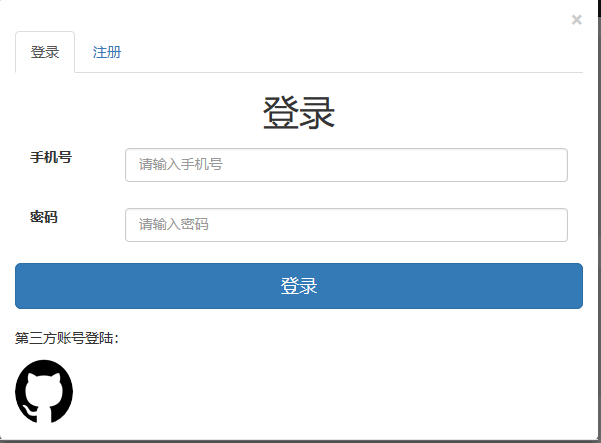 ×
登录 注册
登录
手机号 请输入手机号
密码 请输入密码
登录
第三方账号登陆：